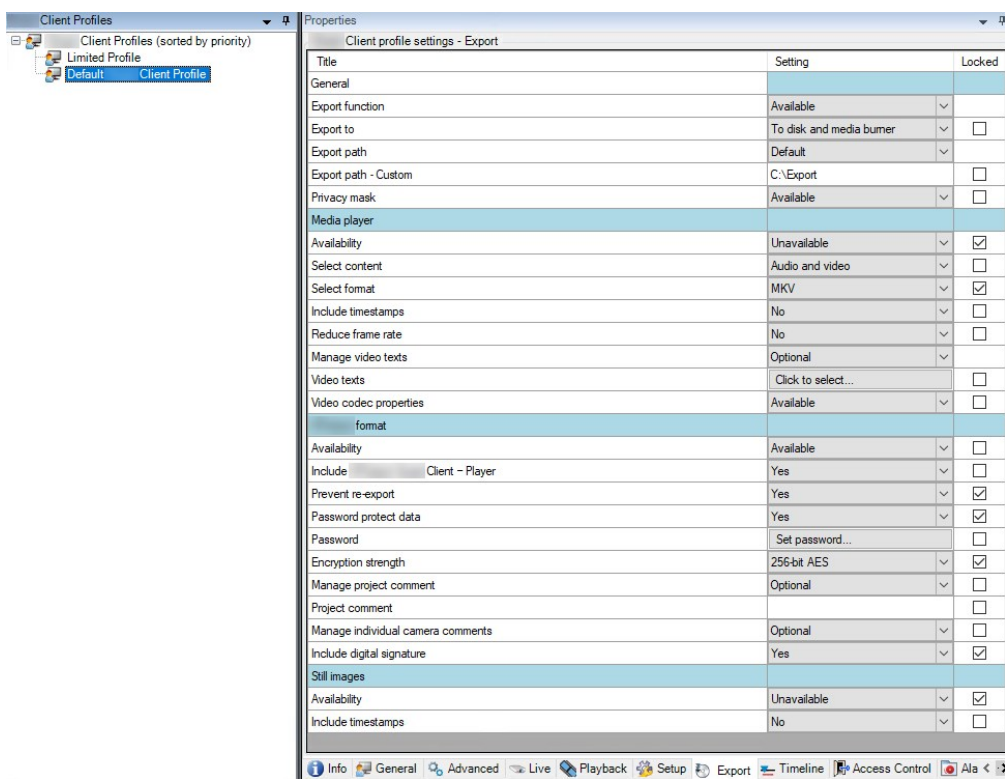 Client Profiles
Client Profiles (sorted by priority)
Limited Profile
Default Client Profile
Properties
Client profile settings - Export
Title Setting Locked
General
Export function Available
Export to To disk and media burner
Export path Default
Export path - Custom C:\Export
Privacy mask Available
Media player
Availability Unavailable
Select content Audio and video
Select format MKV
Include timestamps No
Reduce frame rate No
Manage video texts Optional
Video texts Click to select...
Video codec properties Available
format
Availability Available
Include Client – Player Yes
Prevent re-export Yes
Password protect data Yes
Password Set password...
Encryption strength 256-bit AES
Manage project comment Optional
Project comment
Manage individual camera comments Optional
Include digital signature Yes
Still images
Availability Unavailable
Include timestamps No
Info General Advanced Live Playback Setup Export Timeline Access Control Ala